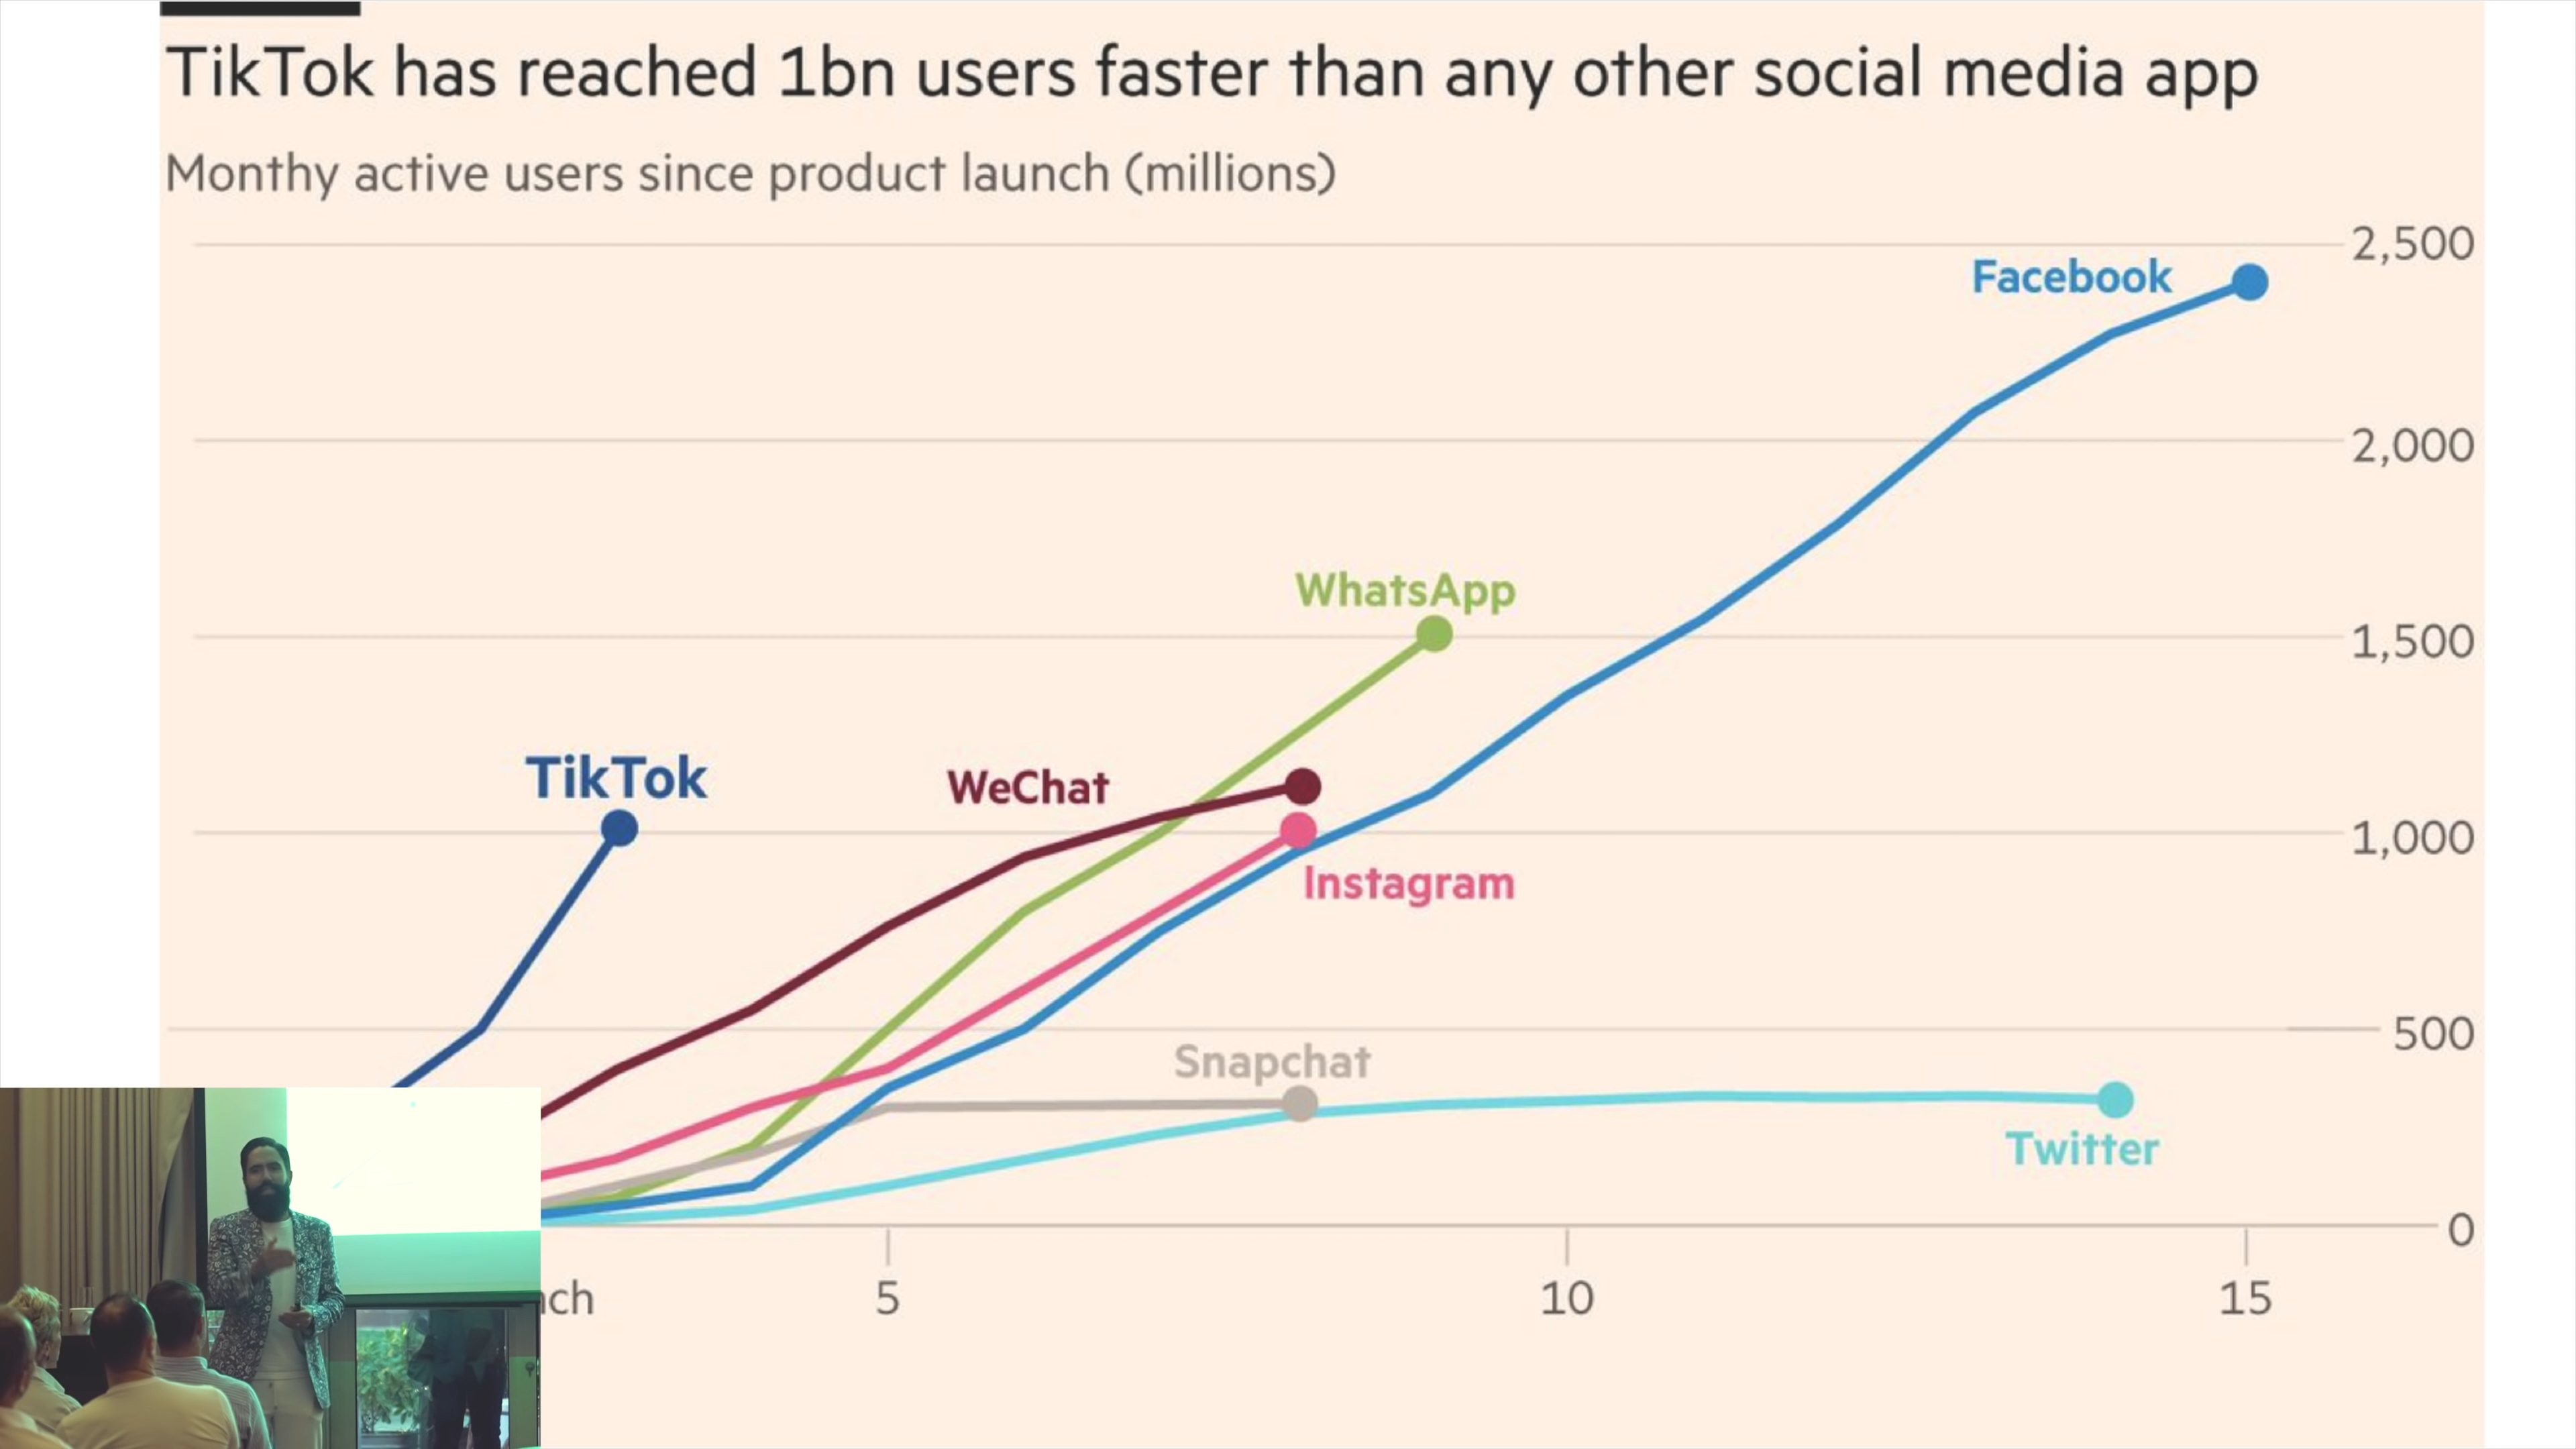 TikTok has reached 1bn users faster than any other social media app
Monthy active users since product launch (millions)
2,500
Facebook
2,000
WhatsApp
1,500
TikTok
WeChat
1,000
Instagram
500
Snapchat
Twitter
0
5
10
15